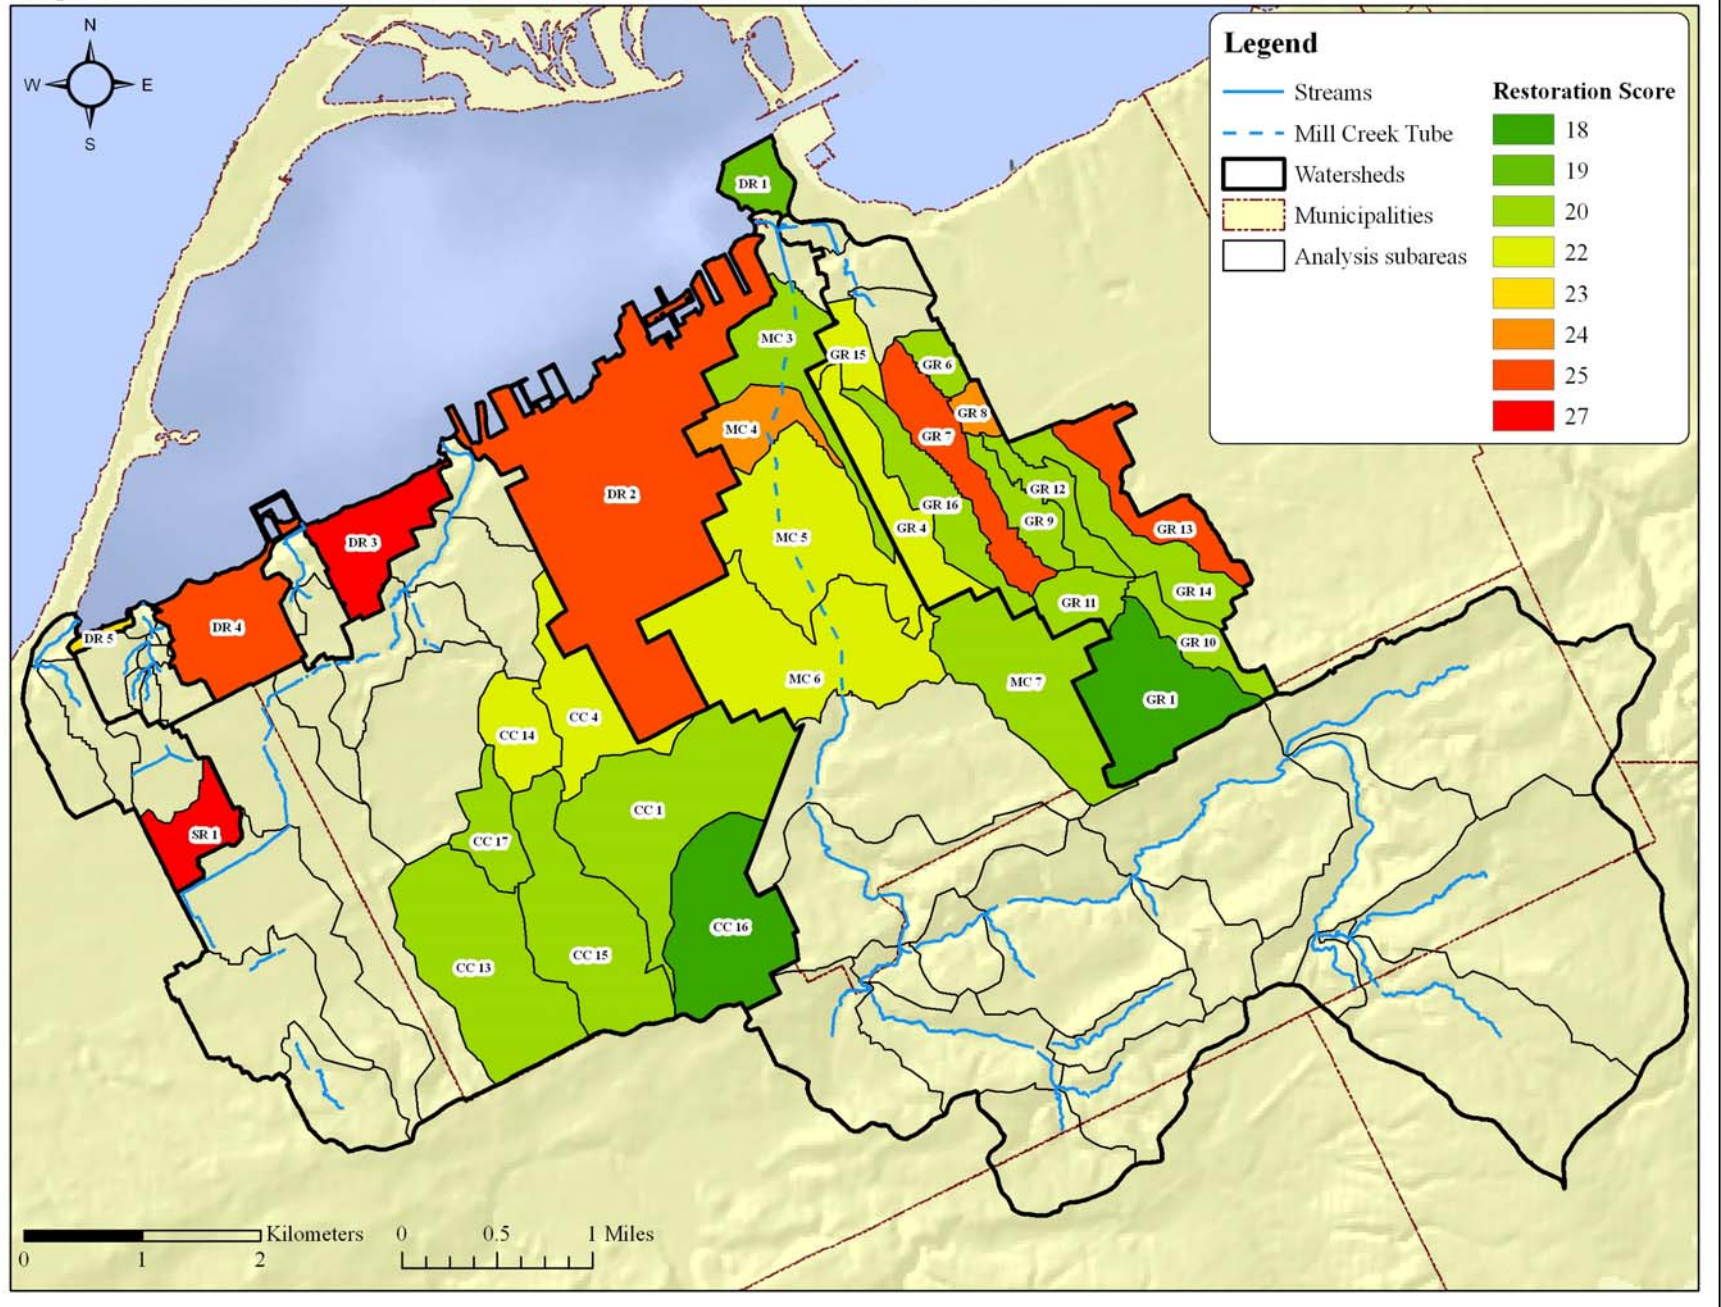 N
W E
S
Legend
Streams
Mill Creek Tube
Watersheds
Municipalities
Analysis subareas
Restoration Score
18
19
20
22
23
24
25
27
DR 1
MC 3
GR 15
GR 6
GR 8
MC 4
GR 7
DR 2
GR 12
GR 16
GR 9
GR 4
GR 13
MC 5
DR 3
GR 14
GR 11
DR 4
DR 5
GR 10
MC 6
MC 7
GR 1
CC 4
CC 14
CC 1
SR 1
CC 17
CC 16
CC 15
CC 13
Kilometers
0 1 2
0 0.5 1 Miles